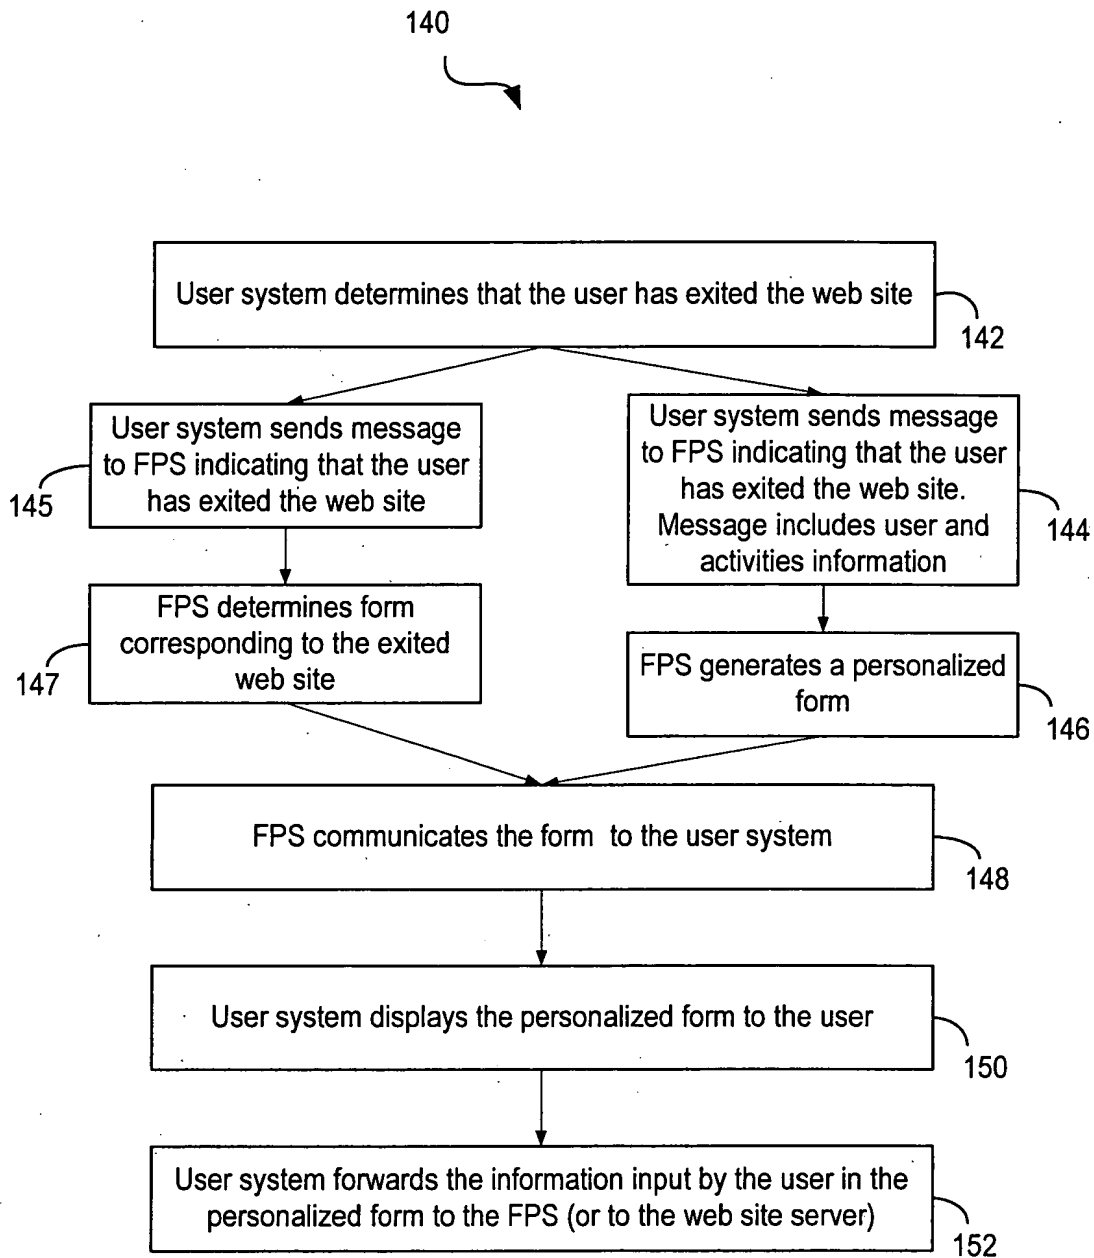 140
User system determines that the user has exited the web site
142
User system sends message
to FPS indicating that the user
has exited the web site
145
User system sends message
to FPS indicating that the user
has exited the web site.
Message includes user and
activities information
144
FPS determines form
corresponding to the exited
web site
147
FPS generates a personalized
form
146
FPS communicates the form to the user system
148
User system displays the personalized form to the user
150
User system forwards the information input by the user in the
personalized form to the FPS (or to the web site server)
152